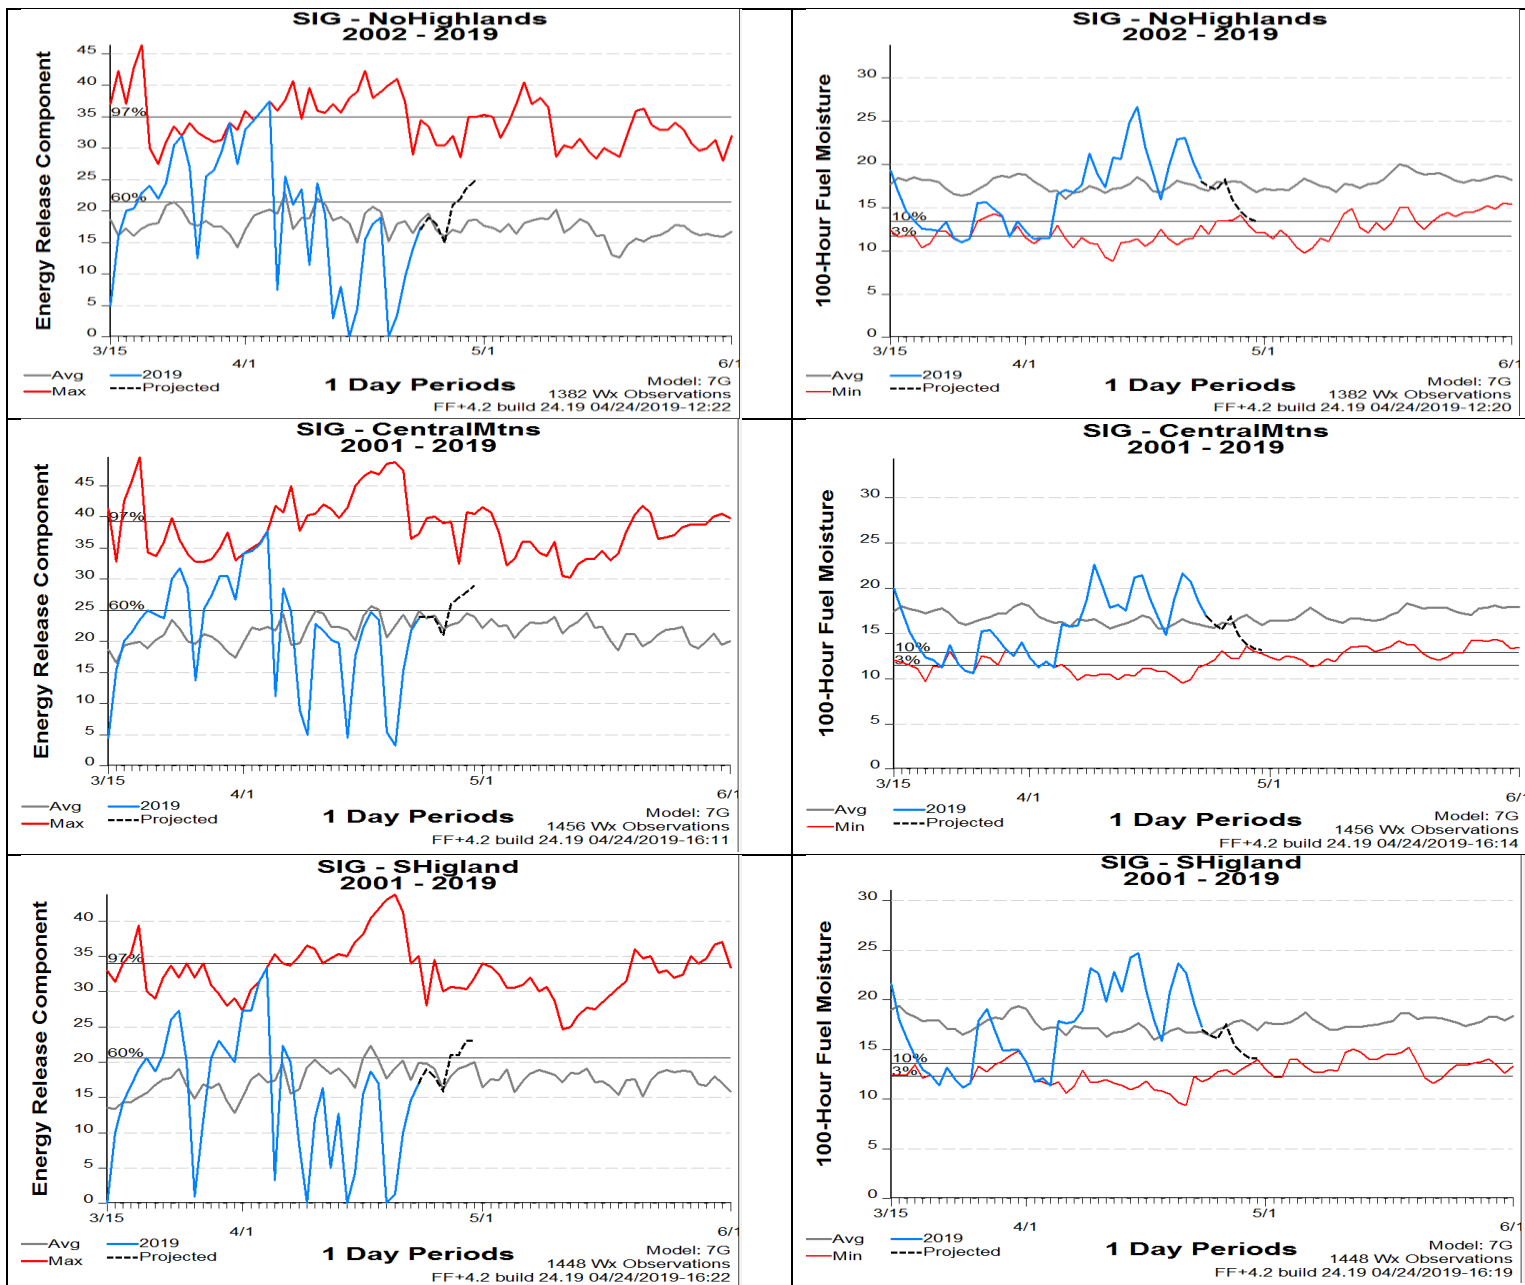 SIG - NoHighlands
2002 - 2019
Energy Release Component
45
40
97%
35
30
25
60%
20
15
10
5
0
3/15
4/1
5/1
6/1
Avg
2019
Max
Projected
1 Day Periods
Model: 7G
1382 Wx Observations
FF+4.2 build 24.19 04/24/2019-12:22
SIG - NoHighlands
2002 - 2019
100-Hour Fuel Moisture
30
25
20
15
10%
3%
10
5
0
3/15
4/1
5/1
6/1
Avg
2019
Min
Projected
1 Day Periods
Model: 7G
1382 Wx Observations
FF+4.2 build 24.19 04/24/2019-12:20
SIG - CentralMtns
2001 - 2019
Energy Release Component
45
40
97%
35
30
25
60%
20
15
10
5
0
3/15
4/1
5/1
6/1
Avg
2019
Max
Projected
1 Day Periods
Model: 7G
1456 Wx Observations
FF+4.2 build 24.19 04/24/2019-16:11
SIG - CentralMtns
2001 - 2019
100-Hour Fuel Moisture
30
25
20
15
10%
3%
10
5
0
3/15
4/1
5/1
6/1
Avg
2019
Min
Projected
1 Day Periods
Model: 7G
1456 Wx Observations
FF+4.2 build 24.19 04/24/2019-16:14
SIG - SHigland
2001 - 2019
Energy Release Component
40
35
97%
30
25
60%
20
15
10
5
0
3/15
4/1
5/1
6/1
Avg
2019
Max
Projected
1 Day Periods
Model: 7G
1448 Wx Observations
FF+4.2 build 24.19 04/24/2019-16:22
SIG - SHigland
2001 - 2019
100-Hour Fuel Moisture
30
25
20
15
10%
3%
10
5
0
3/15
4/1
5/1
6/1
Avg
2019
Min
Projected
1 Day Periods
Model: 7G
1448 Wx Observations
FF+4.2 build 24.19 04/24/2019-16:19